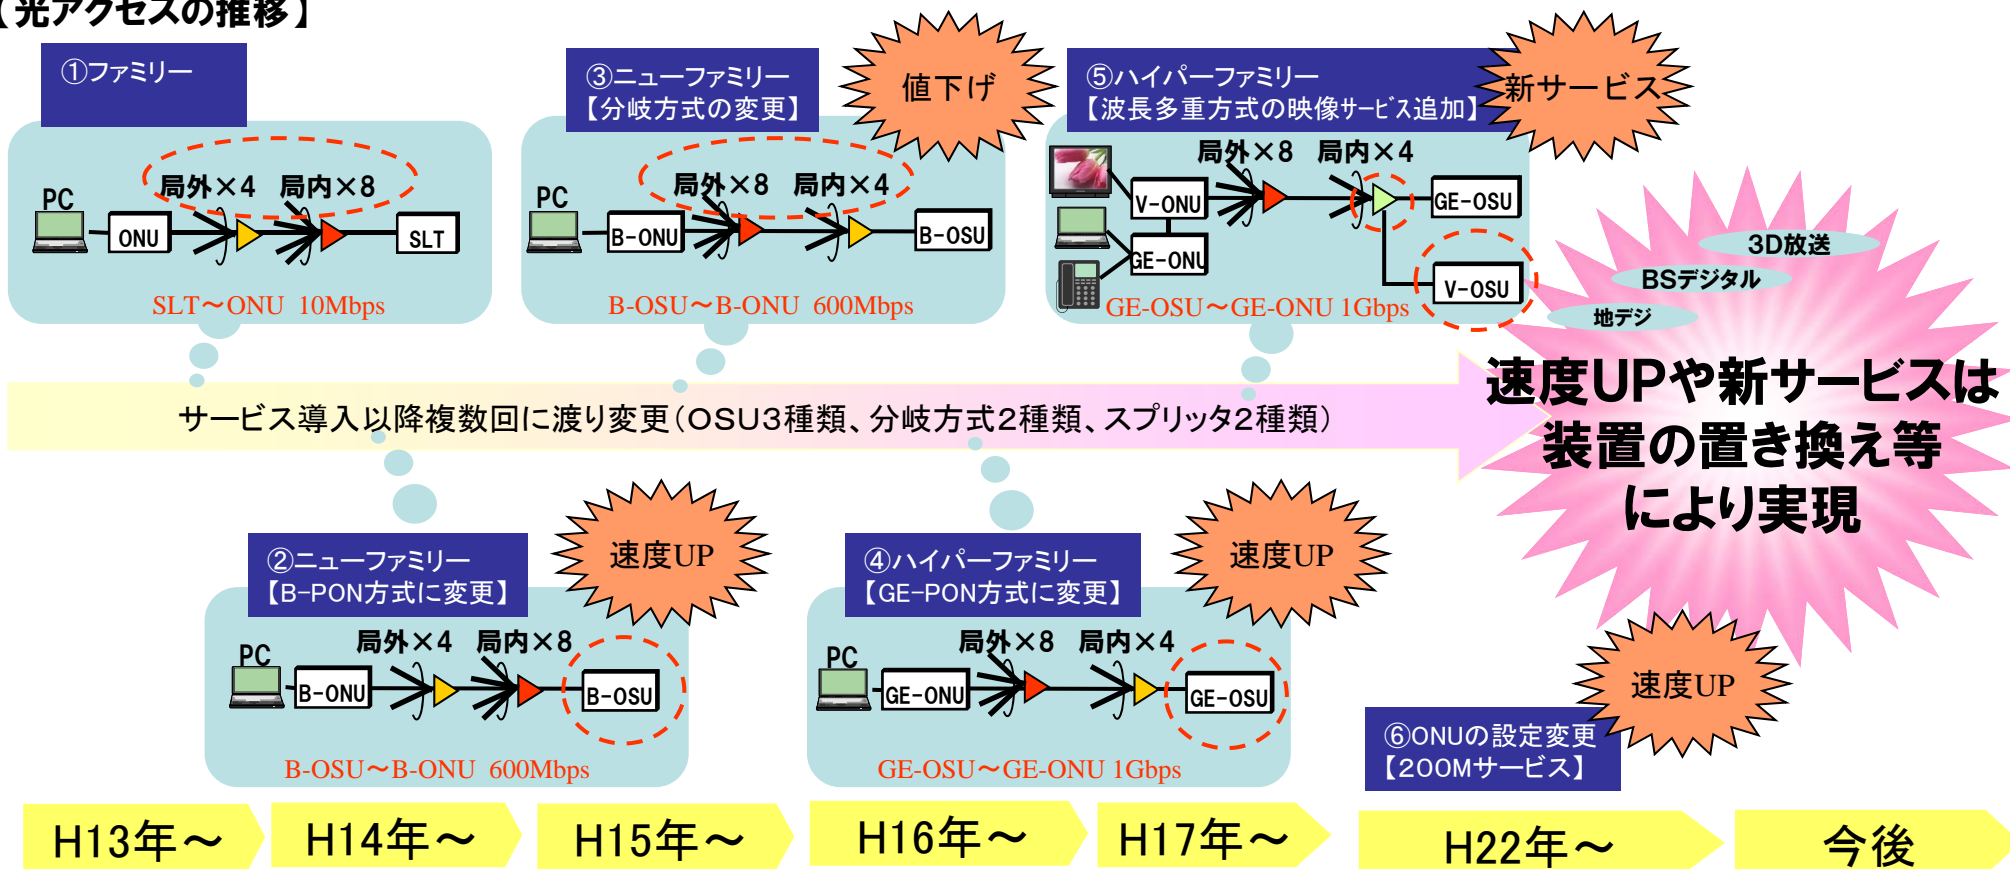 【光アクセスの推移】
①ファミリー
局外×4 局内×8
PC
ONU
SLT
SLT～ONU 10Mbps
③ニューファミリー
【分岐方式の変更】
値下げ
局外×8 局内×4
PC
B-ONU
B-OSU
B-OSU～B-ONU 600Mbps
⑤ハイパーファミリー
【波長多重方式の映像サービス追加】
新サービス
局外×8 局内×4
V-ONU
GE-ONU
GE-OSU
V-OSU
GE-OSU～GE-ONU 1Gbps
3D放送
BSデジタル
地デジ
サービス導入以降複数回に渡り変更(OSU3種類、分岐方式2種類、スプリッタ2種類)
速度UPや新サービスは
装置の置き換え等
により実現
②ニューファミリー
【B-PON方式に変更】
速度UP
局外×4 局内×8
PC
B-ONU
B-OSU
B-OSU～B-ONU 600Mbps
④ハイパーファミリー
【GE-PON方式に変更】
速度UP
局外×8 局内×4
PC
GE-ONU
GE-OSU
GE-OSU～GE-ONU 1Gbps
⑥ONUの設定変更
【200Mサービス】
速度UP
H13年～
H14年～
H15年～
H16年～
H17年～
H22年～
今後